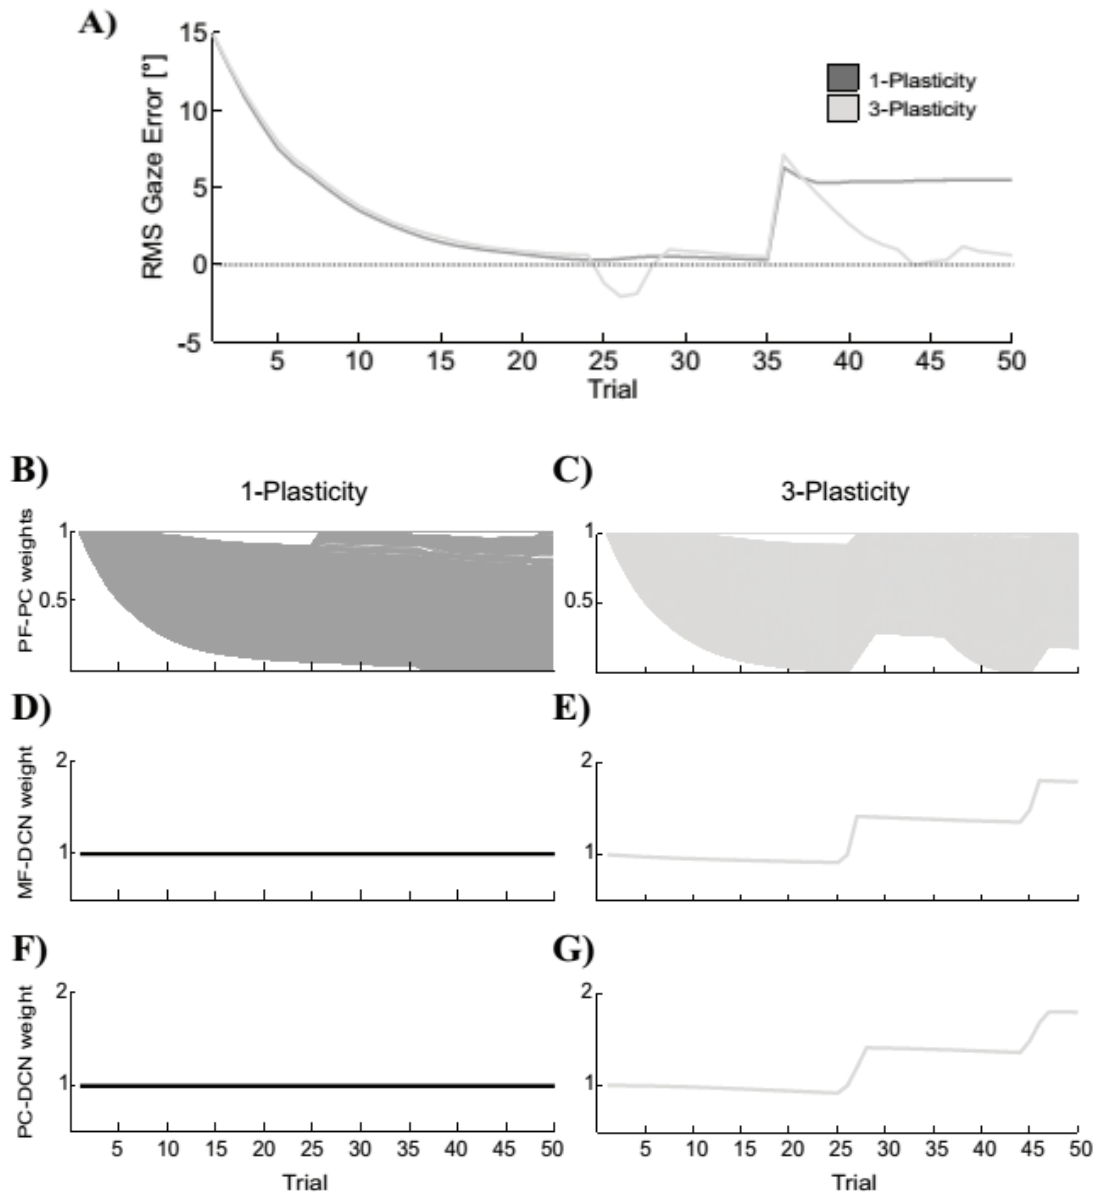 A)
RMS Gaze Error [°]
15
10
5
0
-5
1-Plasticity
3-Plasticity
5 10 15 20 25 30 35 40 45 50
Trial
B)
1-Plasticity
PF-PC weights
1
0.5
C)
3-Plasticity
1
0.5
D)
MF-DCN weight
2
1
E)
2
1
F)
PC-DCN weight
2
1
5 10 15 20 25 30 35 40 45 50
Trial
G)
2
1
5 10 15 20 25 30 35 40 45 50
Trial